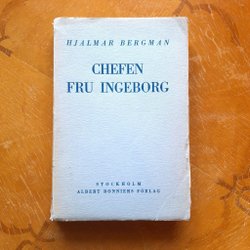 HJALMAR BERGMAN
CHEFEN
FRU INGEBORG
STOCKHOLM
ALBERT BONNIERS FÖRLAG